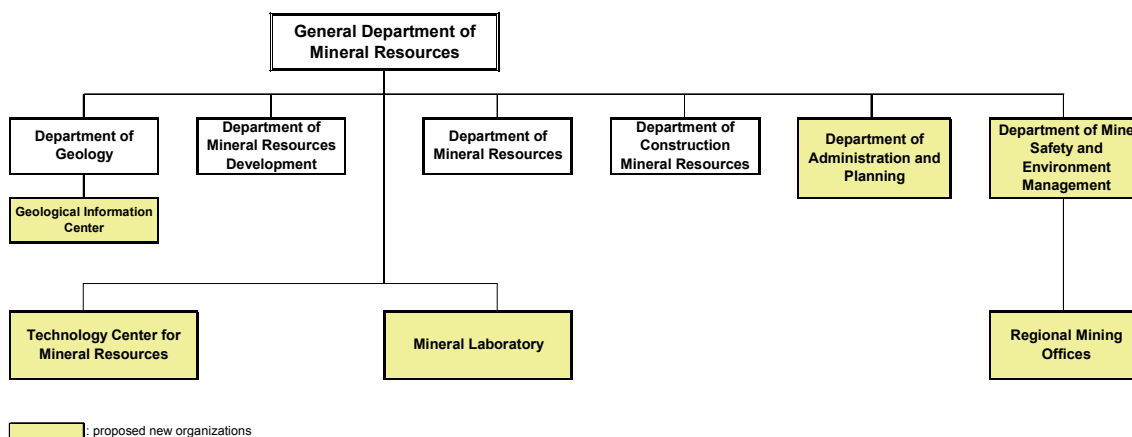 General Department of
Mineral Resources
Department of
Geology
Department of
Mineral Resources
Development
Department of
Mineral Resources
Department of
Construction
Mineral Resources
Department of
Administration and
Planning
Department of Mine
Safety and
Environment
Management
Geological Information
Center
Technology Center for
Mineral Resources
Mineral Laboratory
Regional Mining
Offices
: proposed new organizations